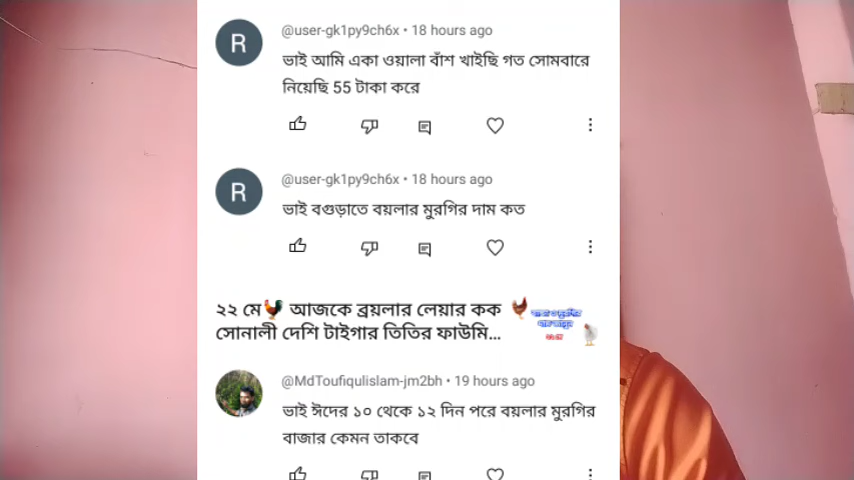 R
@user-gk1py9ch6x • 18 hours ago
ভাই আমি একা ওয়ালা বাঁশ খাইছি গত সোমবারে
নিয়েছি 55 টাকা করে
R
@user-gk1py9ch6x • 18 hours ago
ভাই বগুড়াতে বয়লার মুরগির দাম কত
২২ মে🐓 আজকে ব্রয়লার লেয়ার কক
সোনালী দেশি টাইগার তিতির ফাউমি...
@MdToufiqulislam-jm2bh • 19 hours ago
ভাই ঈদের ১০ থেকে ১২ দিন পরে বয়লার মুরগির
বাজার কেমন তাকবে